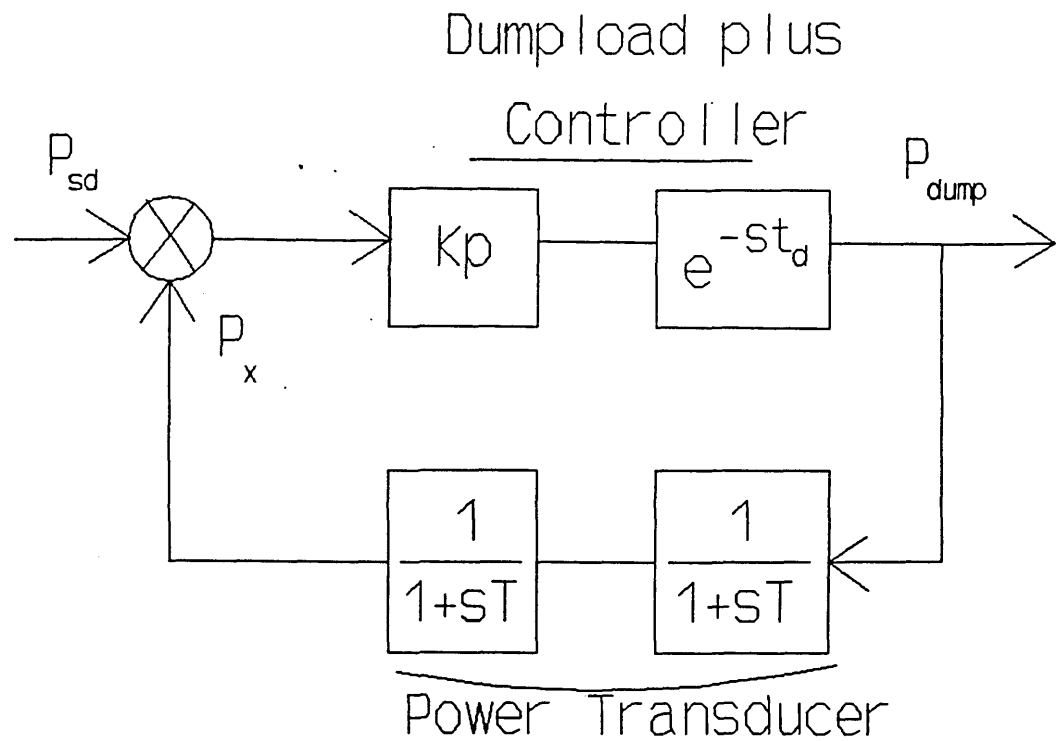 Dumpload plus
Controller
P_sd
P_dump
Kp
e^-st_d
P_x
1
1+sT
1
1+sT
Power Transducer